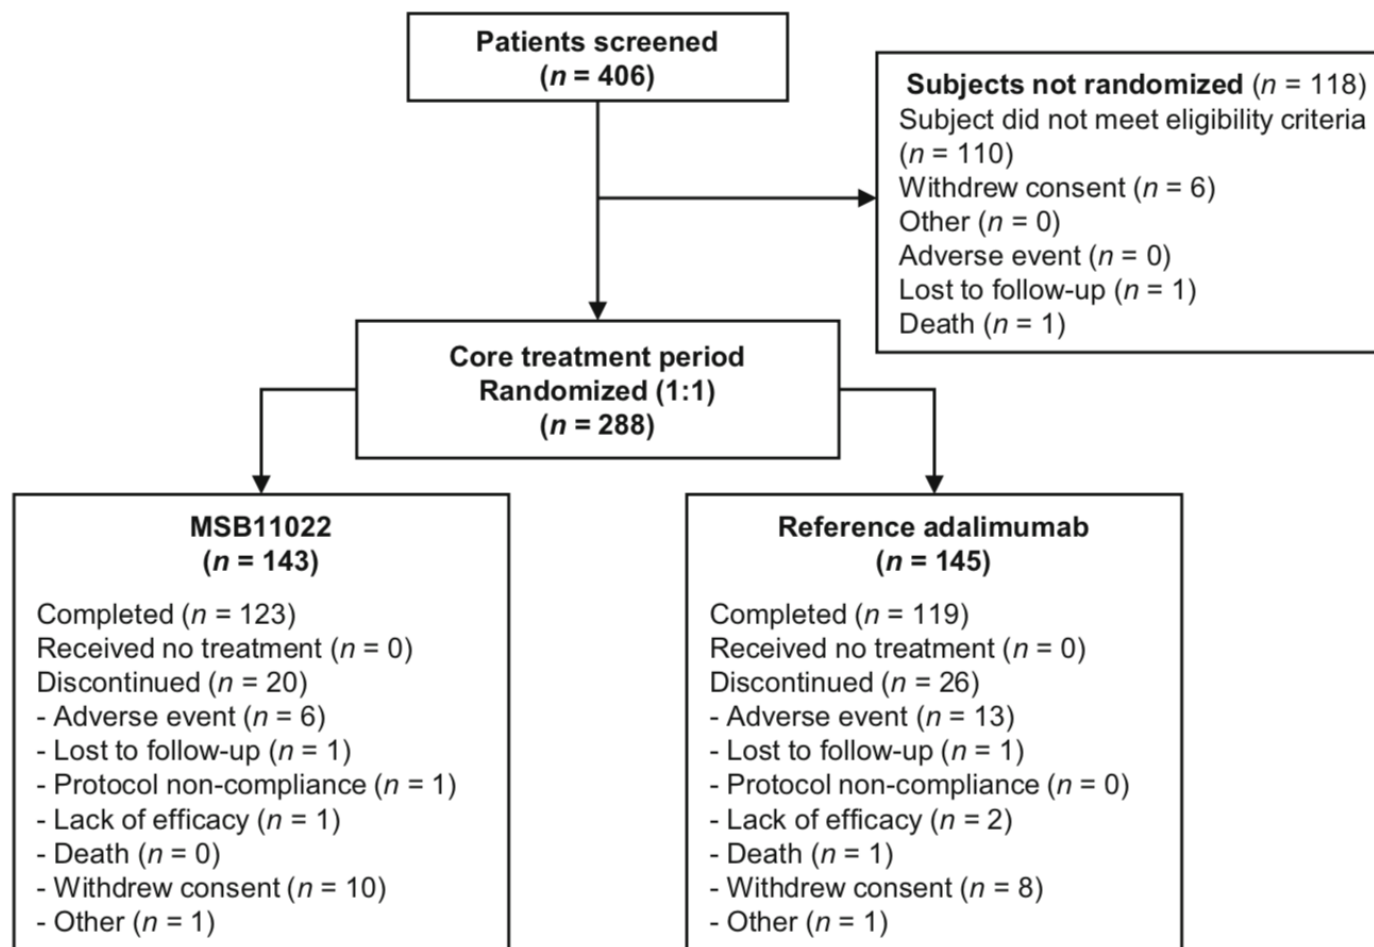 Patients screened
(n = 406)
Subjects not randomized (n = 118)
Subject did not meet eligibility criteria
(n = 110)
Withdrew consent (n = 6)
Other (n = 0)
Adverse event (n = 0)
Lost to follow-up (n = 1)
Death (n = 1)
Core treatment period
Randomized (1:1)
(n = 288)
MSB11022
(n = 143)
Completed (n = 123)
Received no treatment (n = 0)
Discontinued (n = 20)
- Adverse event (n = 6)
- Lost to follow-up (n = 1)
- Protocol non-compliance (n = 1)
- Lack of efficacy (n = 1)
- Death (n = 0)
- Withdrew consent (n = 10)
- Other (n = 1)
Reference adalimumab
(n = 145)
Completed (n = 119)
Received no treatment (n = 0)
Discontinued (n = 26)
- Adverse event (n = 13)
- Lost to follow-up (n = 1)
- Protocol non-compliance (n = 0)
- Lack of efficacy (n = 2)
- Death (n = 1)
- Withdrew consent (n = 8)
- Other (n = 1)